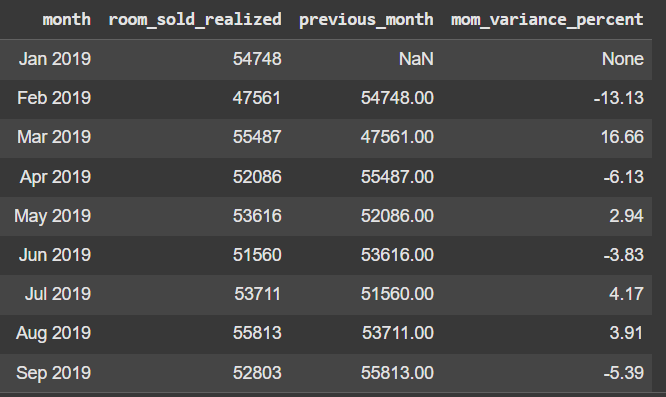 month room_sold_realized previous_month mom_variance_percent
Jan 2019 54748 NaN None
Feb 2019 47561 54748.00 -13.13
Mar 2019 55487 47561.00 16.66
Apr 2019 52086 55487.00 -6.13
May 2019 53616 52086.00 2.94
Jun 2019 51560 53616.00 -3.83
Jul 2019 53711 51560.00 4.17
Aug 2019 55813 53711.00 3.91
Sep 2019 52803 55813.00 -5.39